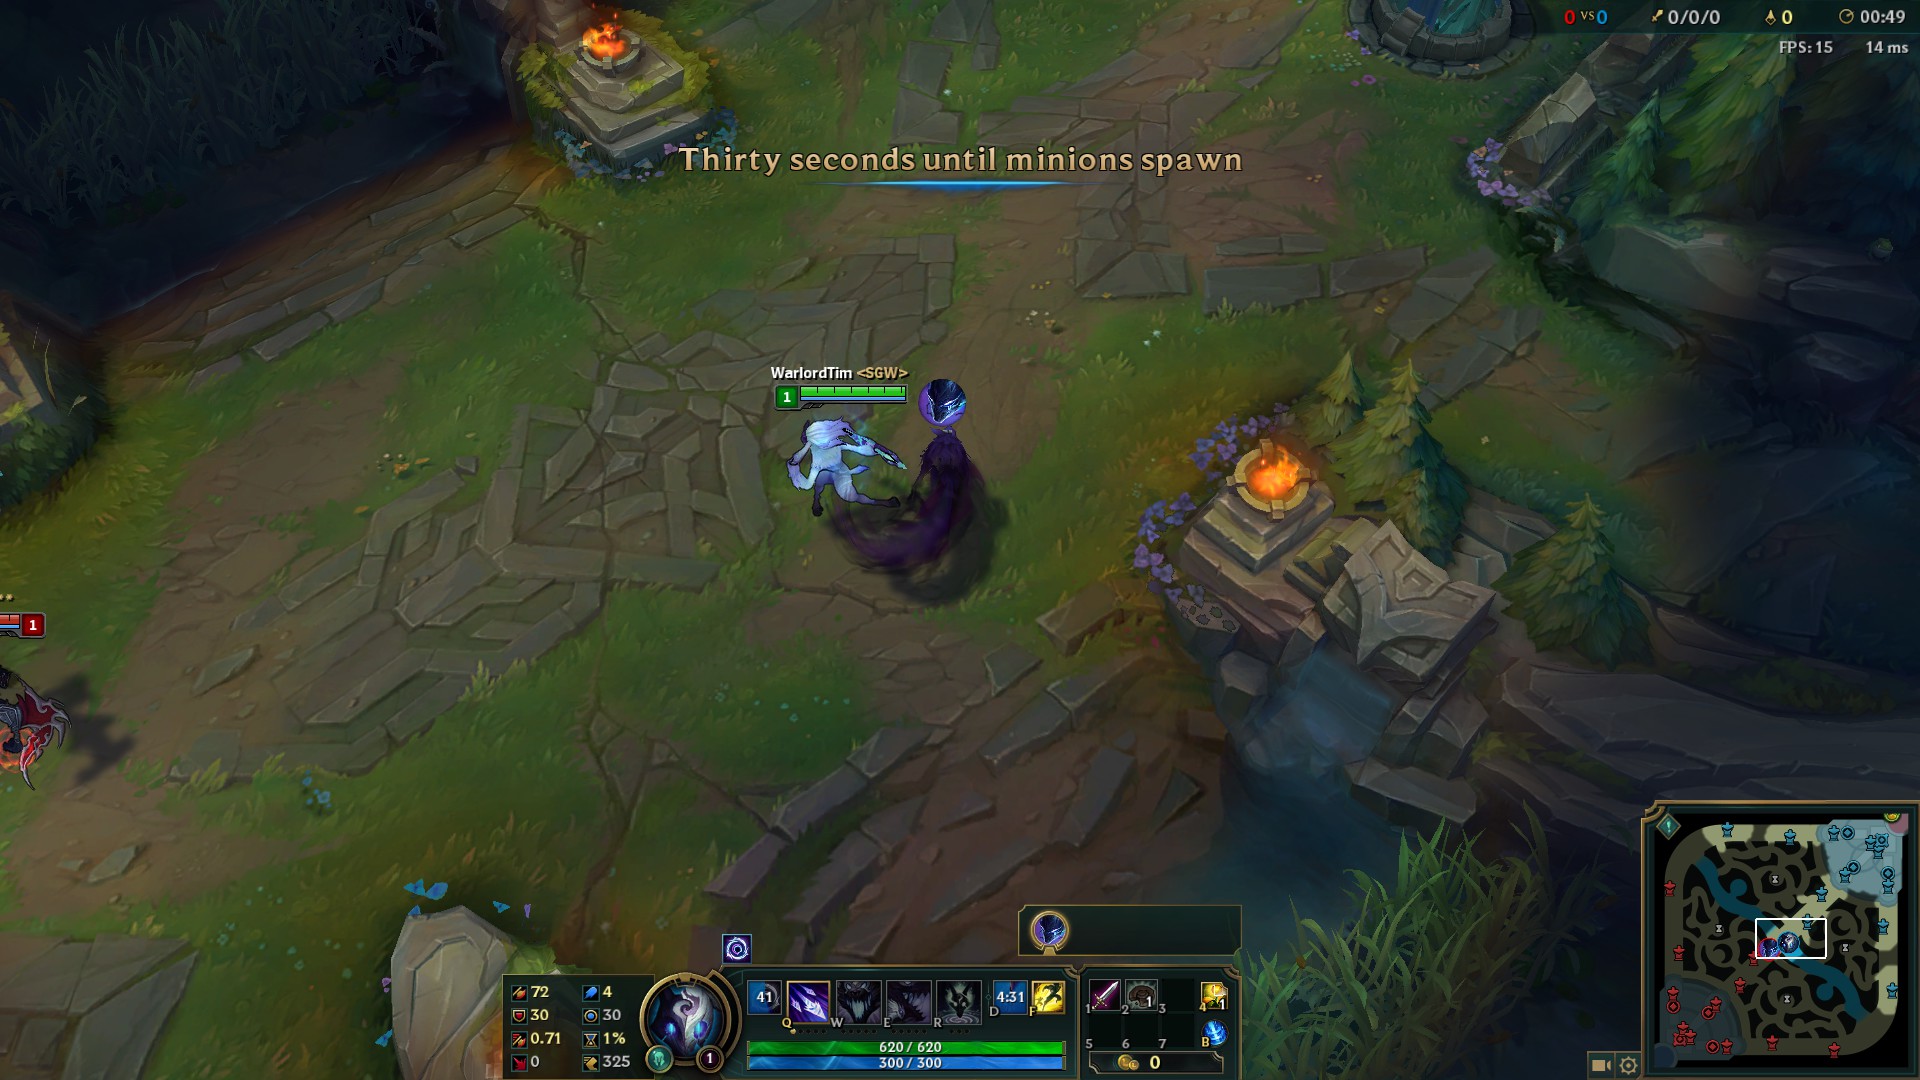 0 VS 0 0/0/0 0 00:49
FPS: 15 14 ms
Thirty seconds until minions spawn
WarlordTim <SGW>
1
1
72 4
30 30
0.71 1%
0 325
1
41 Q W E R 4:31 D F
620 / 620
300 / 300
1 2 1 3 4 1
5 6 7 B
0